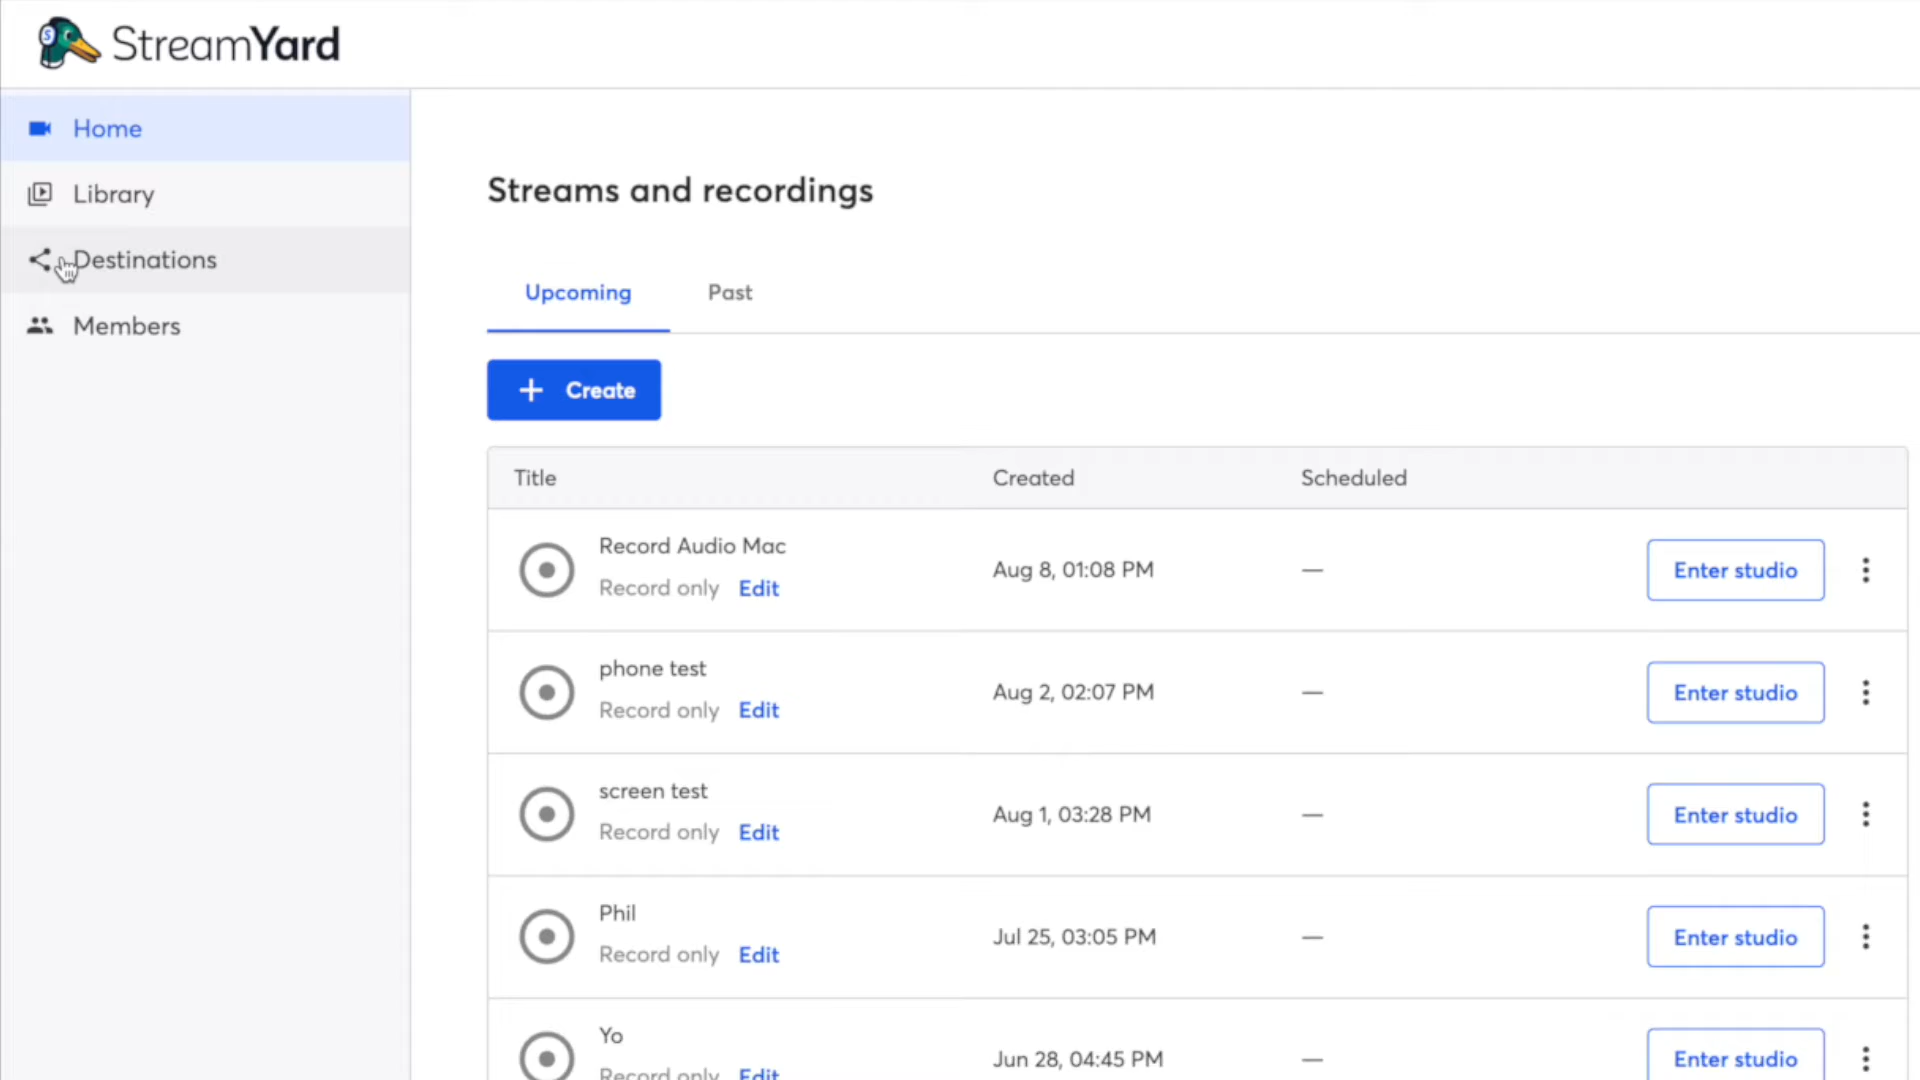 StreamYard
Home
Library
Destinations
Members
Streams and recordings
Upcoming Past
+ Create
Title Created Scheduled
Record Audio Mac
Record only Edit
Aug 8, 01:08 PM — Enter studio
phone test
Record only Edit
Aug 2, 02:07 PM — Enter studio
screen test
Record only Edit
Aug 1, 03:28 PM — Enter studio
Phil
Record only Edit
Jul 25, 03:05 PM — Enter studio
Yo
Record only Edit
Jun 28, 04:45 PM — Enter studio